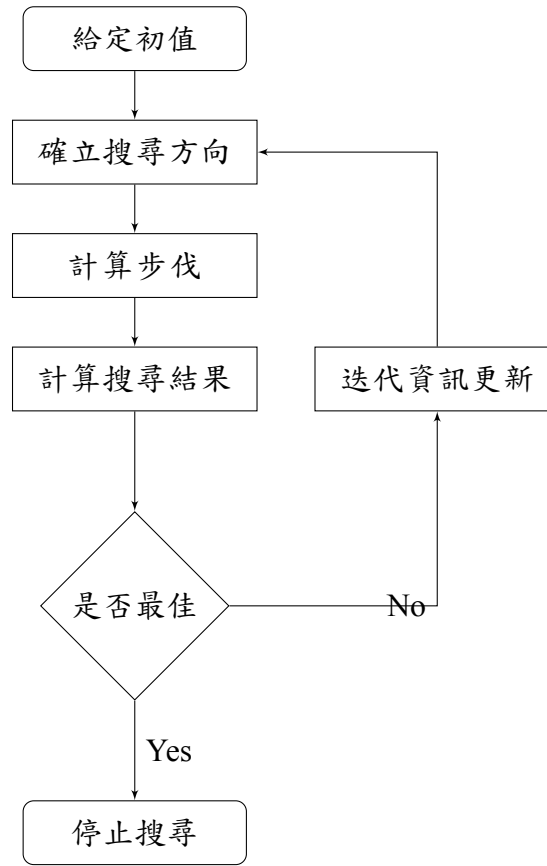 給定初值
確立搜尋方向
計算步伐
計算搜尋結果
迭代資訊更新
是否最佳
No
Yes
停止搜尋